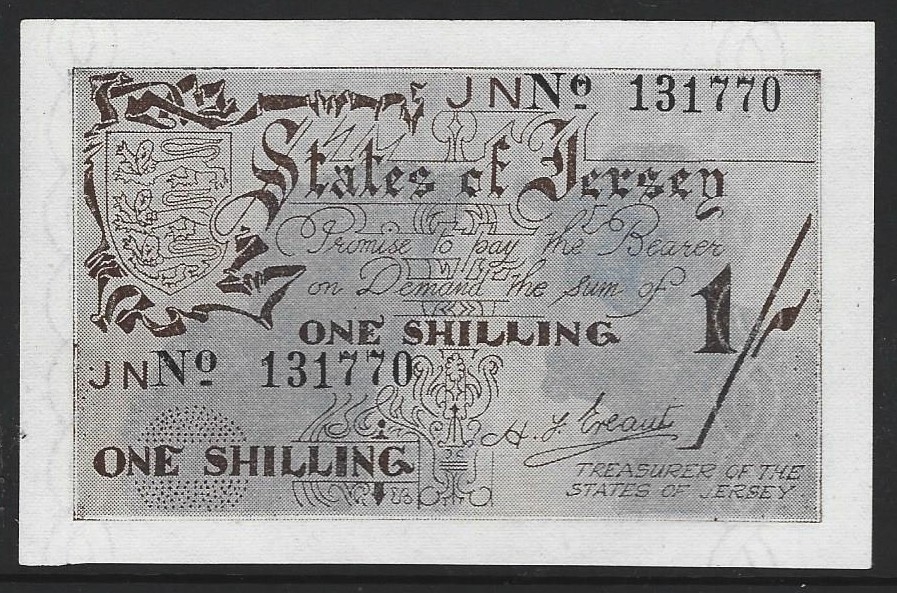 JN No 131770
States of Jersey
Promise to pay the Bearer
on Demand the sum of
ONE SHILLING
1/-
JN No 131770
ONE SHILLING
H. F. Ereaut
TREASURER OF THE
STATES OF JERSEY